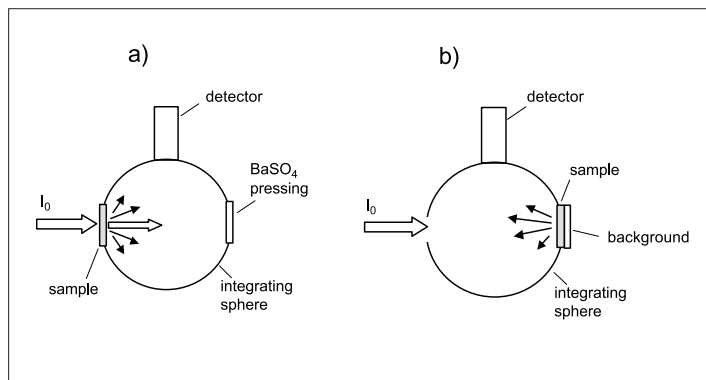 a)
detector
BaSO₄
pressing
I₀
sample
integrating
sphere
b)
detector
sample
I₀
background
integrating
sphere